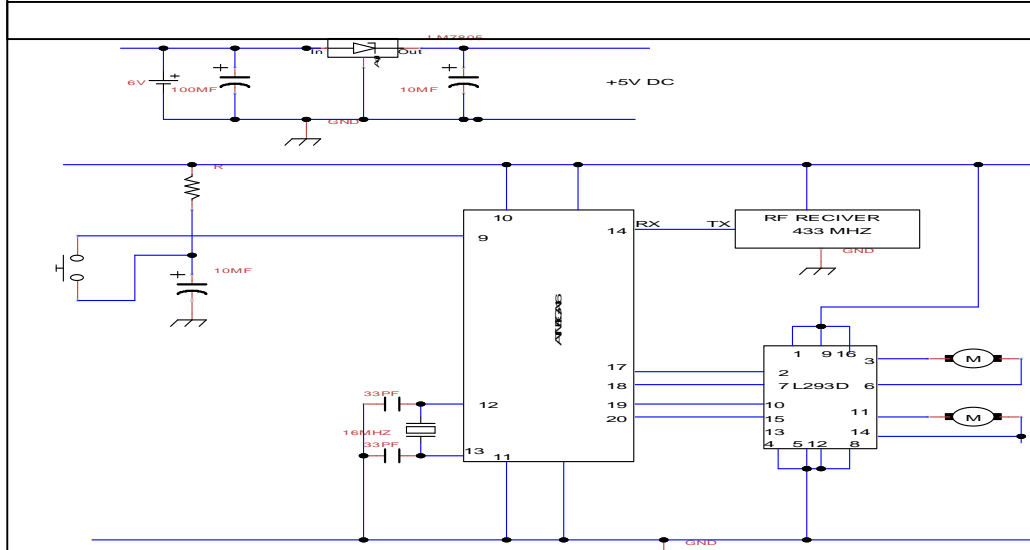 LM7805
In Out
6V
100MF
10MF
+5V DC
GND
R
10
9
14
RX TX
RF RECIVER
433 MHZ
GND
10MF
17
18
19
20
1 9 16
2
7 L293D
10
15
13
4 5 12 8
3
6
11
14
M
M
33PF
16MHZ
33PF
12
13
11
GND